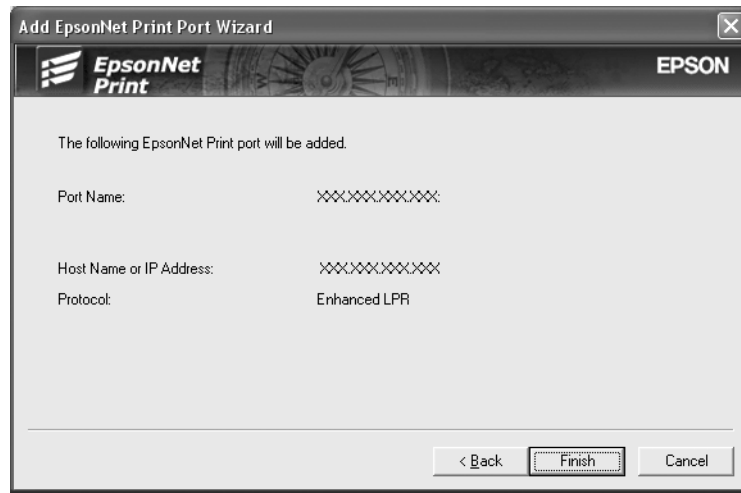 Add EpsonNet Print Port Wizard
EpsonNet
Print
EPSON
The following EpsonNet Print port will be added.
Port Name: XXX.XXX.XXX.XXX:
Host Name or IP Address: XXX.XXX.XXX.XXX
Protocol: Enhanced LPR
< Back Finish Cancel